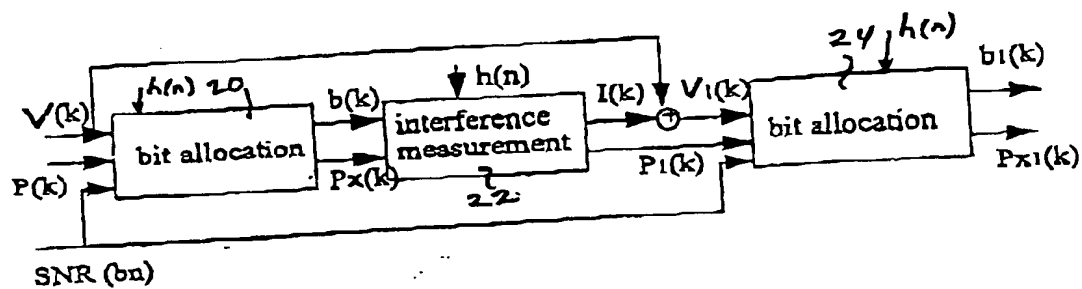 24
h(n)
b1(k)
h(n)
20
h(n)
V(k)
b(k)
I(k)
V1(k)
interference
measurement
bit allocation
bit allocation
P(k)
Px(k)
22
P1(k)
Px1(k)
SNR (bn)